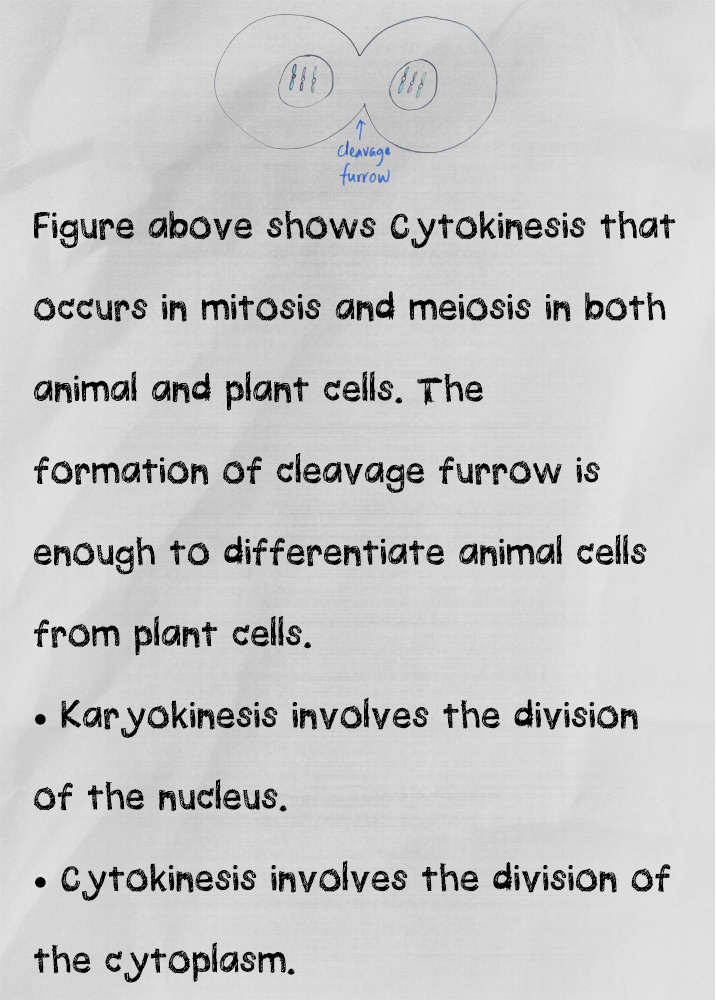 cleavage
furrow
Figure above shows Cytokinesis that
occurs in mitosis and meiosis in both
animal and plant cells. The
formation of cleavage furrow is
enough to differentiate animal cells
from plant cells.
• Karyokinesis involves the division
of the nucleus.
• Cytokinesis involves the division of
the cytoplasm.